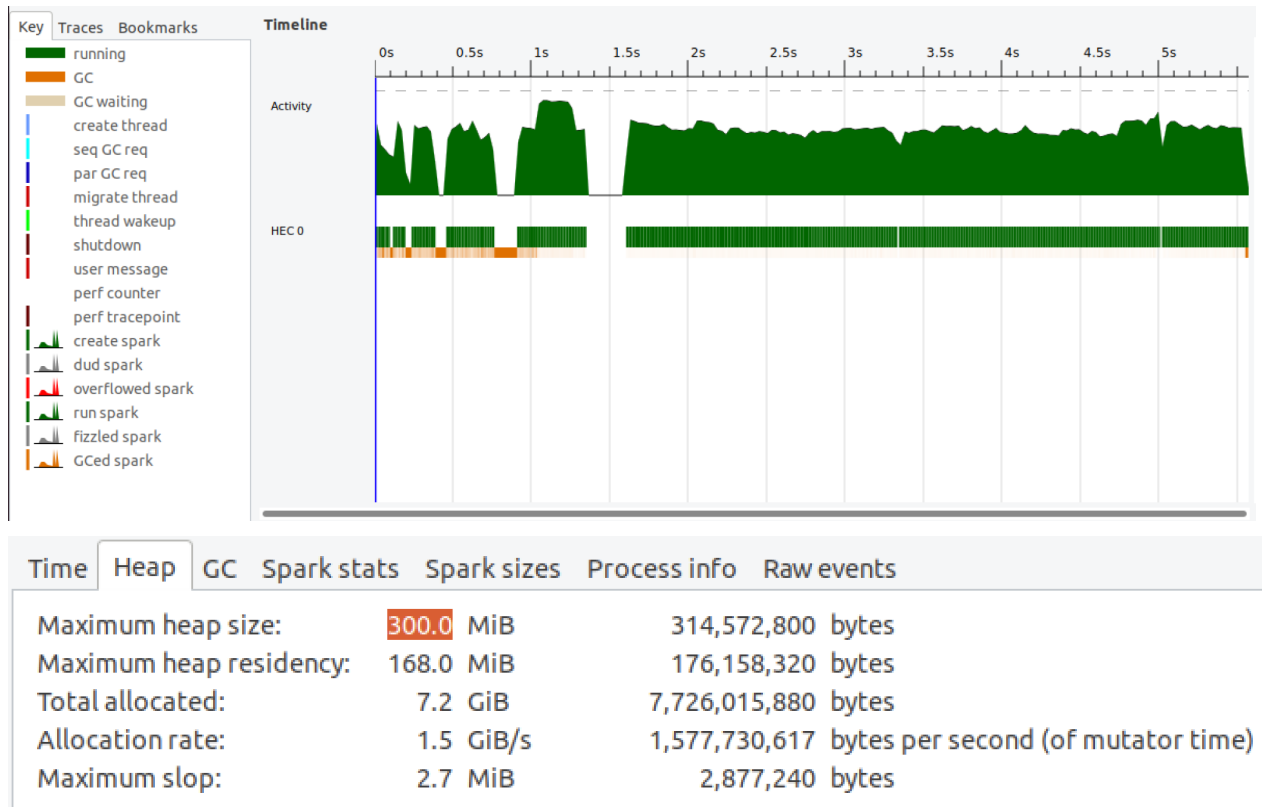 Key Traces Bookmarks
running
GC
GC waiting
create thread
seq GC req
par GC req
migrate thread
thread wakeup
shutdown
user message
perf counter
perf tracepoint
create spark
dud spark
overflowed spark
run spark
fizzled spark
GCed spark
Timeline
0s 0.5s 1s 1.5s 2s 2.5s 3s 3.5s 4s 4.5s 5s
Activity
HEC 0
Time Heap GC Spark stats Spark sizes Process info Raw events
Maximum heap size: 300.0 MiB 314,572,800 bytes
Maximum heap residency: 168.0 MiB 176,158,320 bytes
Total allocated: 7.2 GiB 7,726,015,880 bytes
Allocation rate: 1.5 GiB/s 1,577,730,617 bytes per second (of mutator time)
Maximum slop: 2.7 MiB 2,877,240 bytes